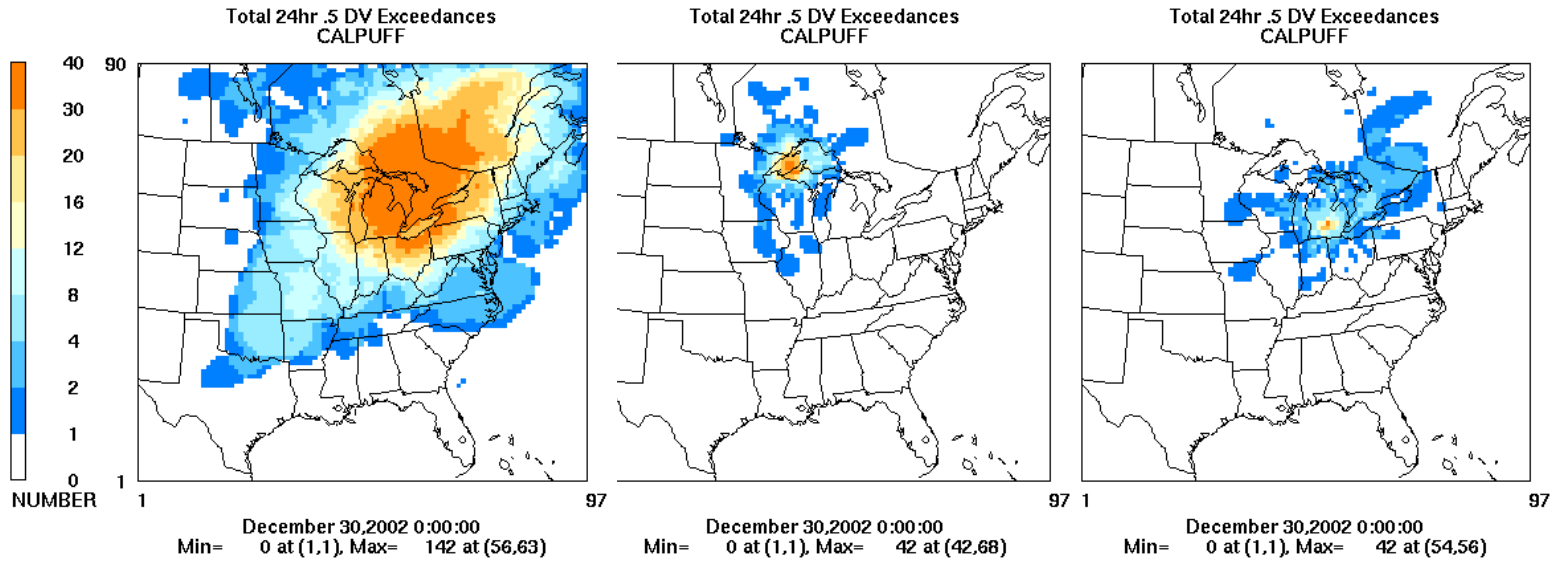 Total 24hr .5 DV Exceedances
CALPUFF
40
30
20
16
12
8
4
2
1
0
NUMBER
90
1
1
97
December 30,2002 0:00:00
Min= 0 at (1,1), Max= 142 at (56,63)
Total 24hr .5 DV Exceedances
CALPUFF
97
December 30,2002 0:00:00
Min= 0 at (1,1), Max= 42 at (42,68)
Total 24hr .5 DV Exceedances
CALPUFF
1
97
December 30,2002 0:00:00
Min= 0 at (1,1), Max= 42 at (54,56)